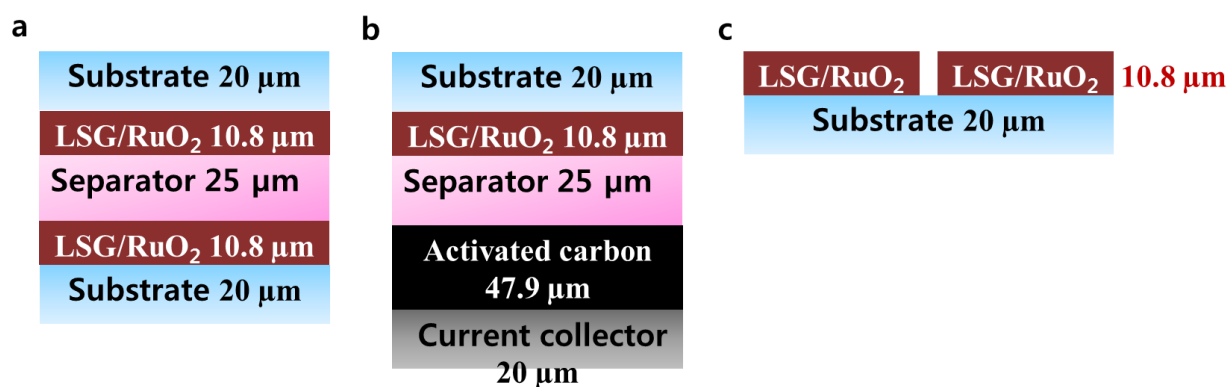 a
Substrate 20 µm
LSG/RuO₂ 10.8 µm
Separator 25 µm
LSG/RuO₂ 10.8 µm
Substrate 20 µm
b
Substrate 20 µm
LSG/RuO₂ 10.8 µm
Separator 25 µm
Activated carbon
47.9 µm
Current collector
20 µm
c
LSG/RuO₂ LSG/RuO₂ 10.8 µm
Substrate 20 µm